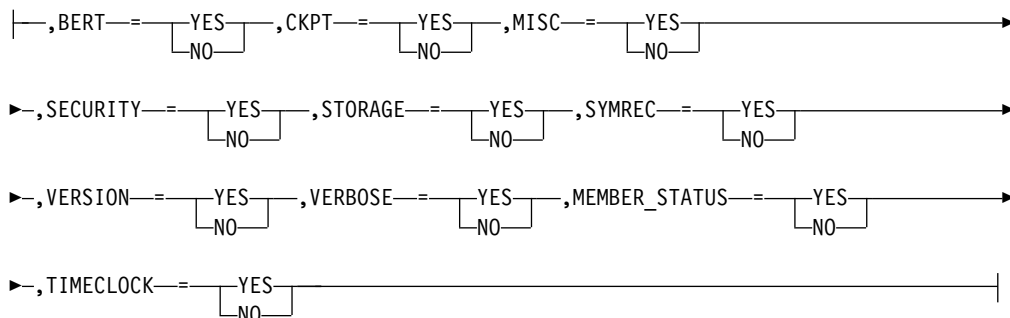 ,BERT = YES ,CKPT = YES ,MISC = YES
NO NO NO
,SECURITY = YES ,STORAGE = YES ,SYMREC = YES
NO NO NO
,VERSION = YES ,VERBOSE = YES ,MEMBER_STATUS = YES
NO NO NO
,TIMECLOCK = YES
NO